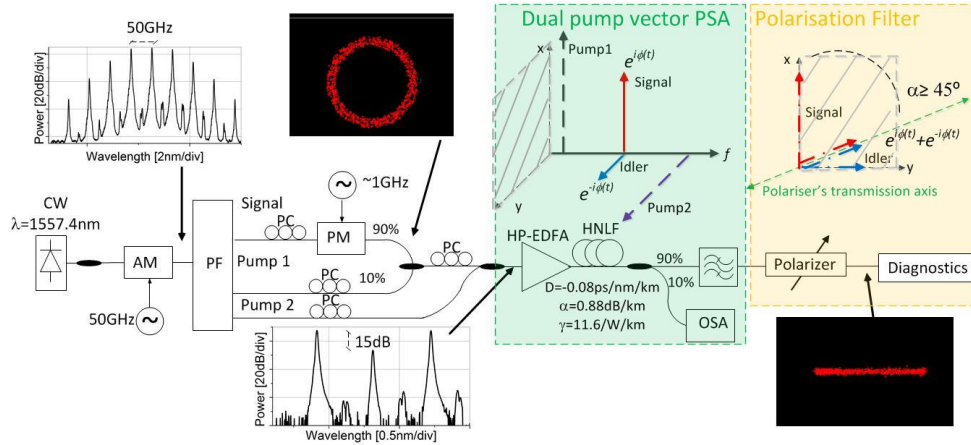 50GHz
Power [20dB/div]
Wavelength [2nm/div]
Dual pump vector PSA
x
Pump1
e^{iϕ(t)}
Signal
f
Idler
e^{-iϕ(t)}
y
Pump2
Polarisation Filter
x
α≥ 45º
Signal
e^{iϕ(t)}+e^{-iϕ(t)}
Idler
y
Polariser's transmission axis
CW
λ=1557.4nm
AM
50GHz
PF
Signal
PC
~1GHz
PM
90%
Pump 1
10%
PC
Pump 2
PC
PC
HP-EDFA
HNLF
D=-0.08ps/nm/km
α=0.88dB/km
γ=11.6/W/km
90%
10%
OSA
Polarizer
Diagnostics
15dB
Power [20dB/div]
Wavelength [0.5nm/div]